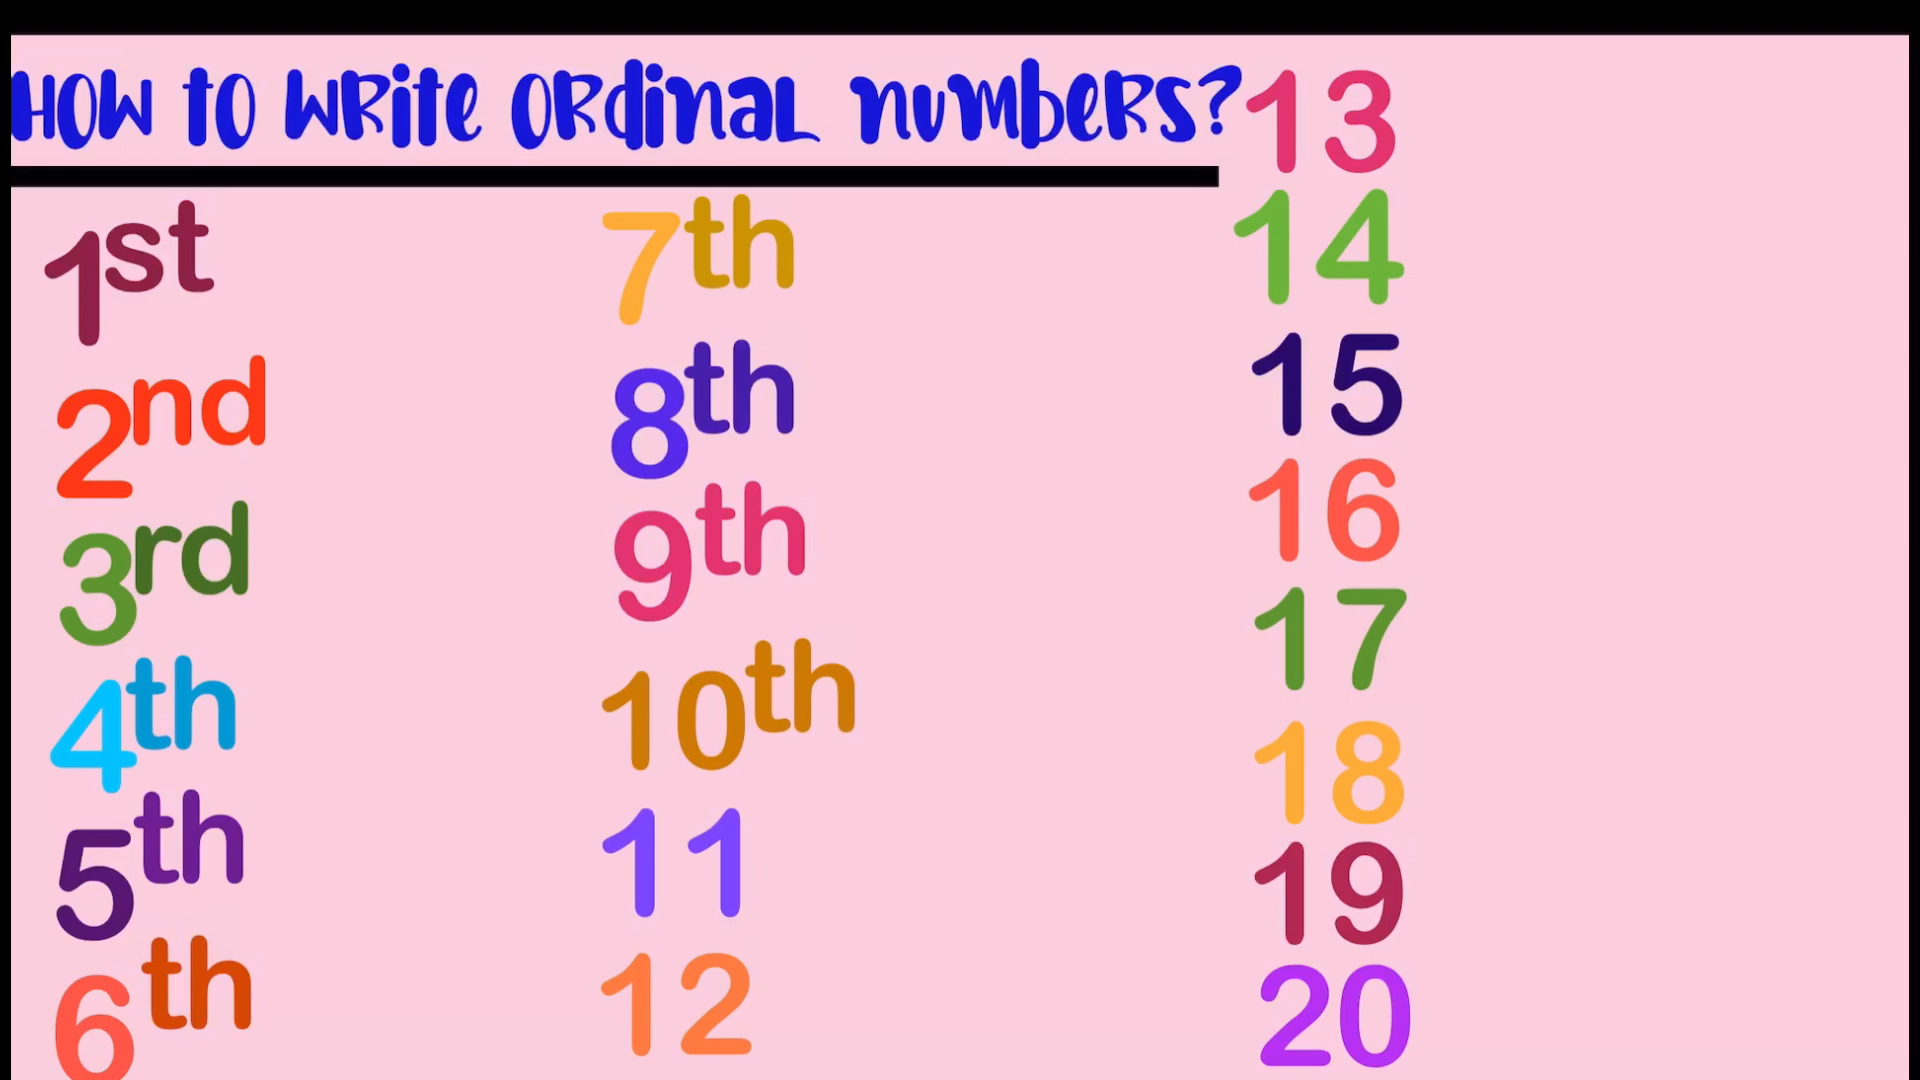 How to write ordinal numbers?
1st
2nd
3rd
4th
5th
6th
7th
8th
9th
10th
11
12
13
14
15
16
17
18
19
20